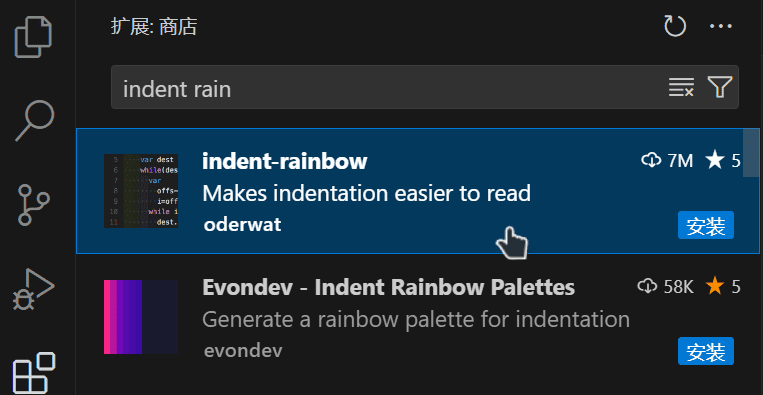 扩展: 商店
indent rain
indent-rainbow 7M 5
Makes indentation easier to read
oderwat
安装
5 var dest
6 while(des
7 var
8 offs=
9 i=off
10 while i
11 dest.
Evondev - Indent Rainbow Palettes 58K 5
Generate a rainbow palette for indentation
evondev
安装